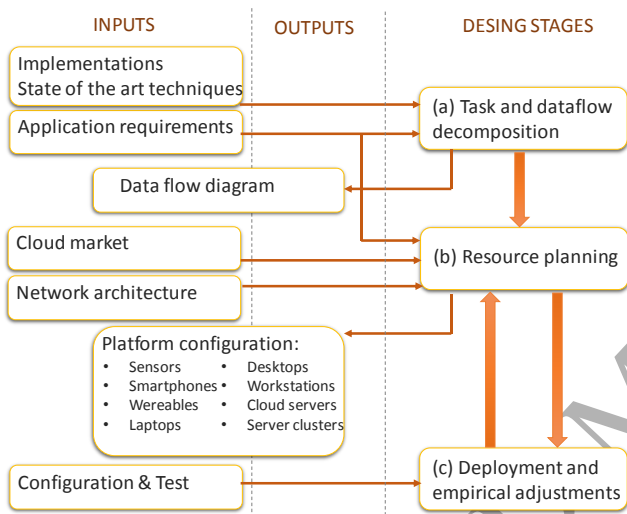 INPUTS
OUTPUTS
DESING STAGES
Implementations
State of the art techniques
(a) Task and dataflow
decomposition
Application requirements
Data flow diagram
Cloud market
(b) Resource planning
Network architecture
Platform configuration:
• Sensors
• Smartphones
• Wereables
• Laptops
• Desktops
• Workstations
• Cloud servers
• Server clusters
Configuration & Test
(c) Deployment and
empirical adjustments